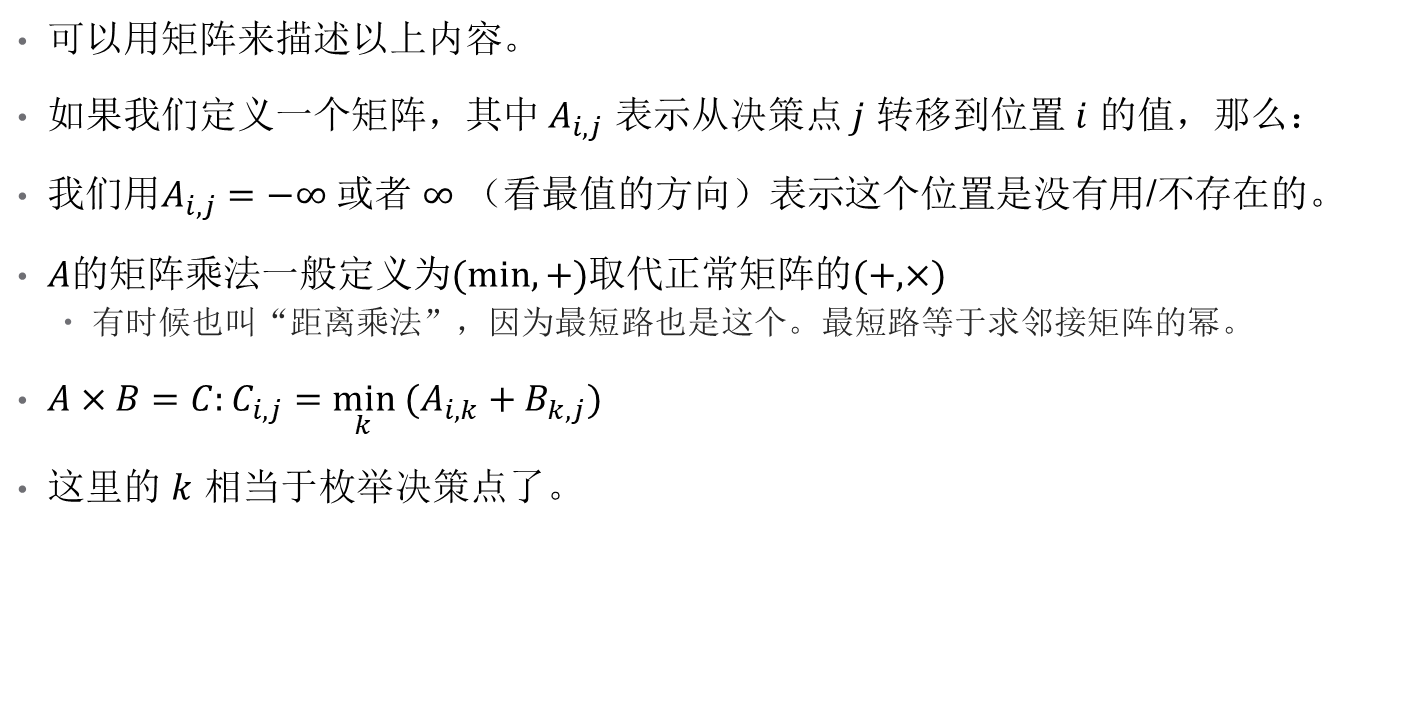 • 可以用矩阵来描述以上内容。
• 如果我们定义一个矩阵，其中 A_{i,j} 表示从决策点 j 转移到位置 i 的值，那么：
• 我们用A_{i,j} = −∞ 或者 ∞ （看最值的方向）表示这个位置是没有用/不存在的。
• A的矩阵乘法一般定义为(min, +)取代正常矩阵的(+,×)
• 有时候也叫“距离乘法”，因为最短路也是这个。最短路等于求邻接矩阵的幂。
• A × B = C: C_{i,j} = min_k (A_{i,k} + B_{k,j})
• 这里的 k 相当于枚举决策点了。